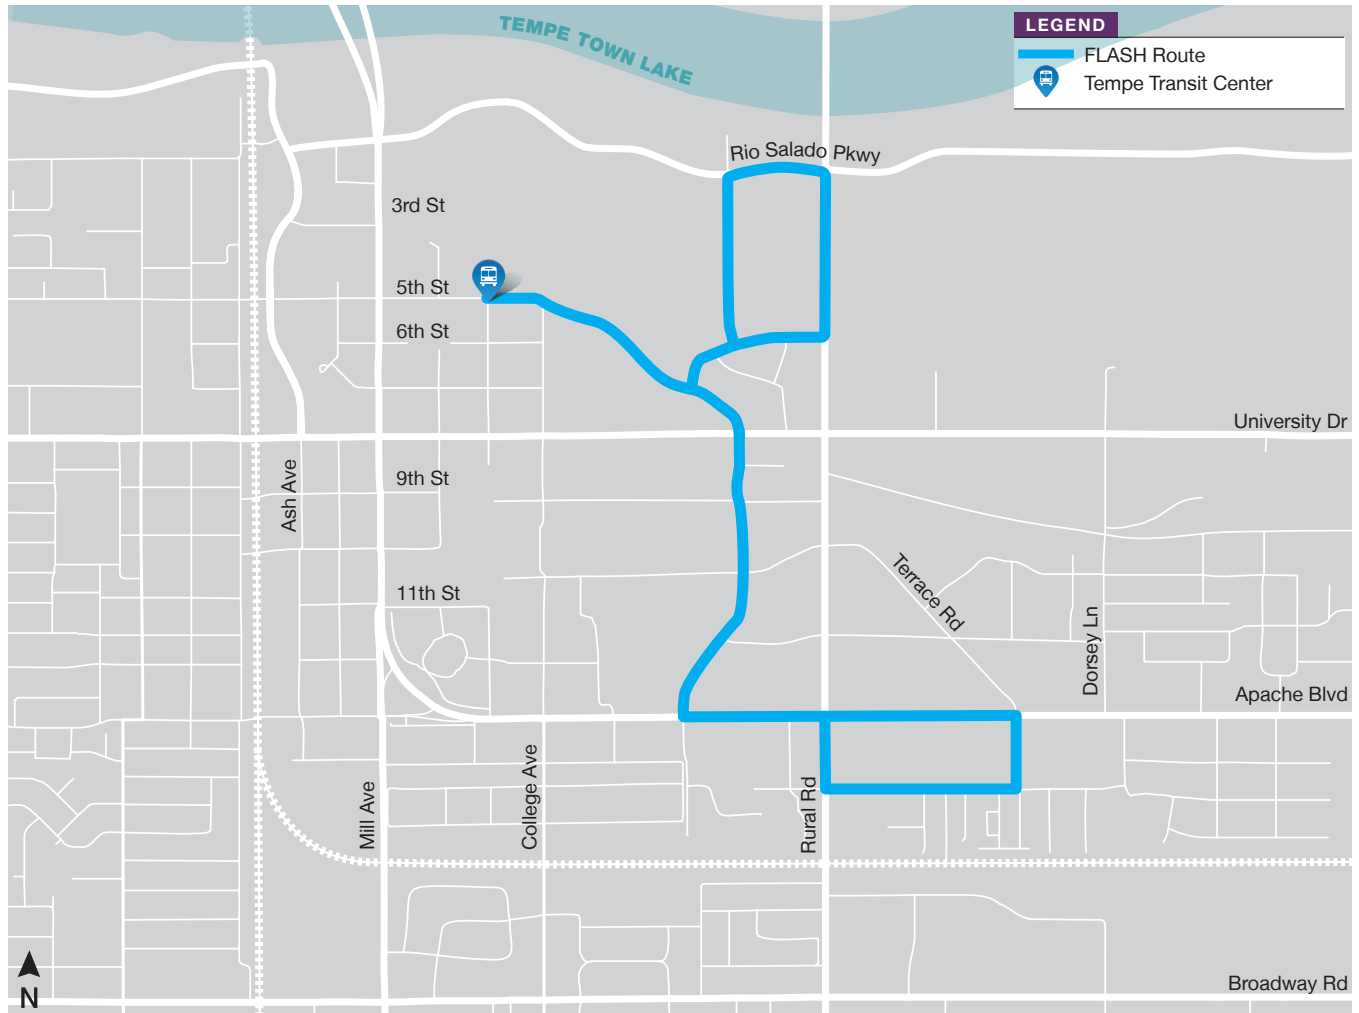 TEMPE TOWN LAKE
LEGEND
FLASH Route
Tempe Transit Center
Rio Salado Pkwy
3rd St
5th St
6th St
University Dr
Ash Ave
9th St
11th St
Terrace Rd
Dorsey Ln
Apache Blvd
Mill Ave
College Ave
Rural Rd
Broadway Rd
N